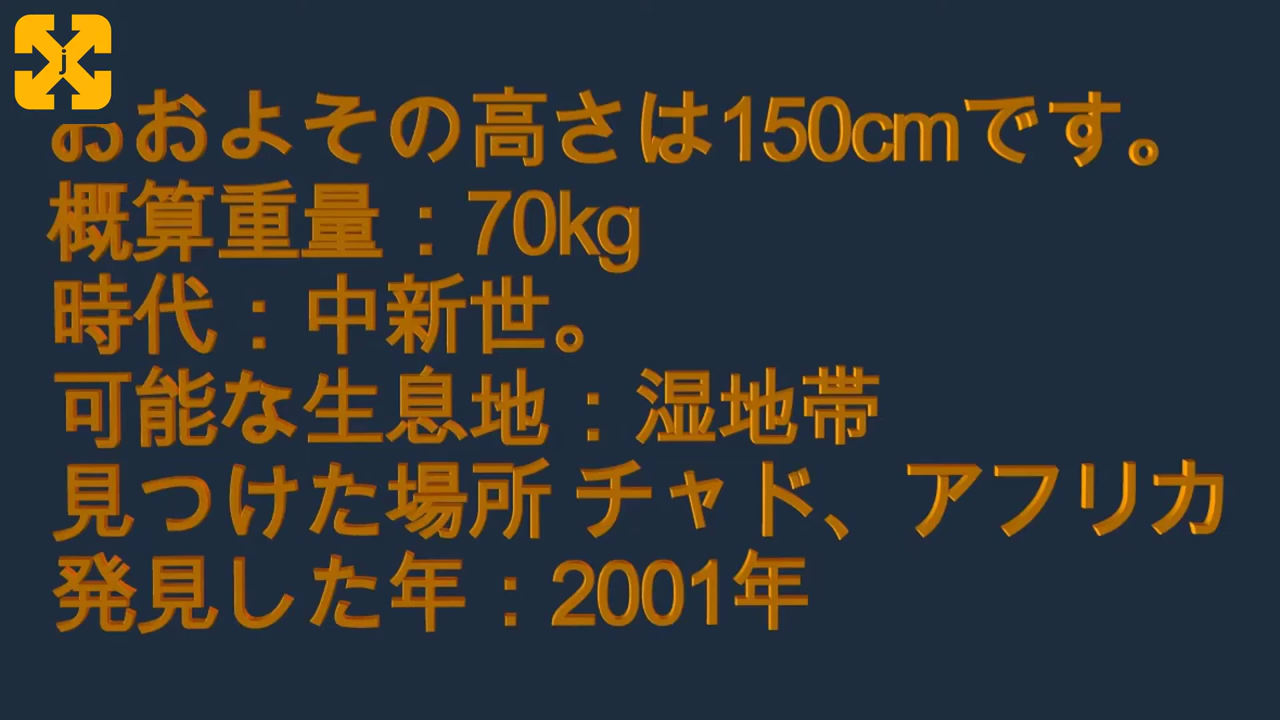 j
おおよその高さは150cmです。
概算重量：70kg
時代：中新世。
可能な生息地：湿地帯
見つけた場所 チャド、アフリカ
発見した年：2001年